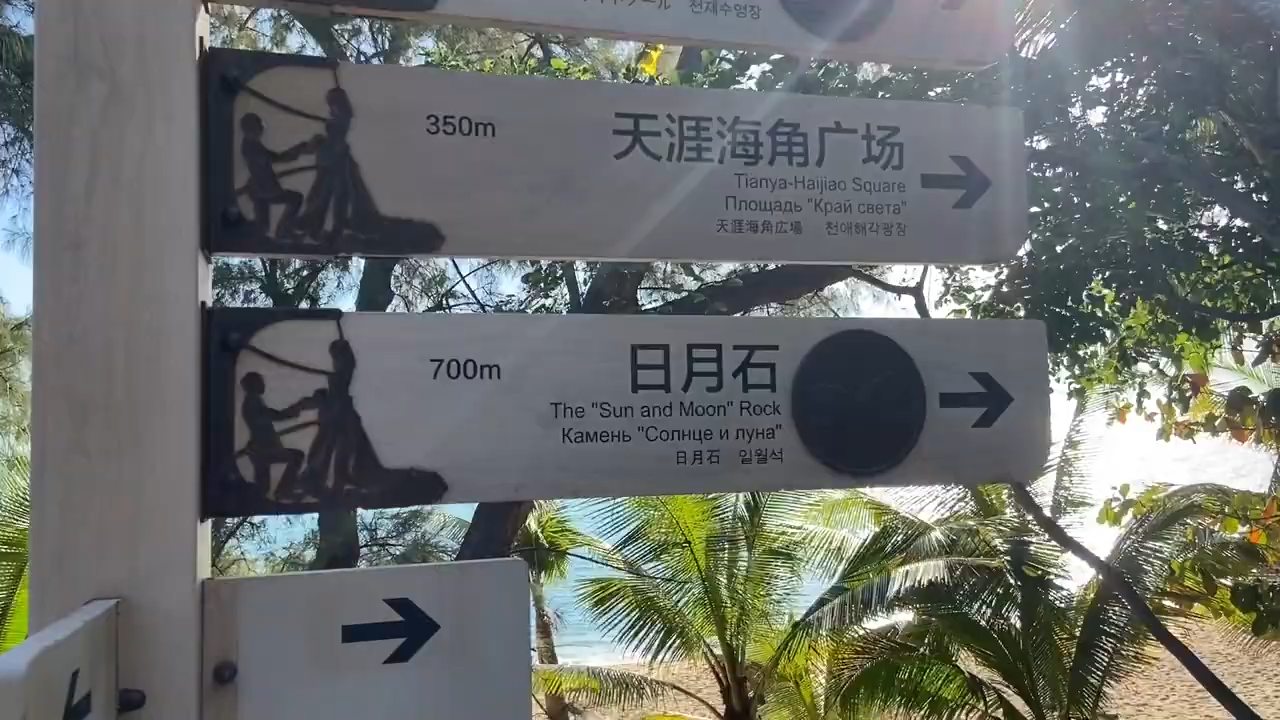 천제수영장
350m
天涯海角广场
Tianya-Haijiao Square
Площадь "Край света"
天涯海角広場 천애해각광장
700m
日月石
The "Sun and Moon" Rock
Камень "Солнце и луна"
日月石 일월석